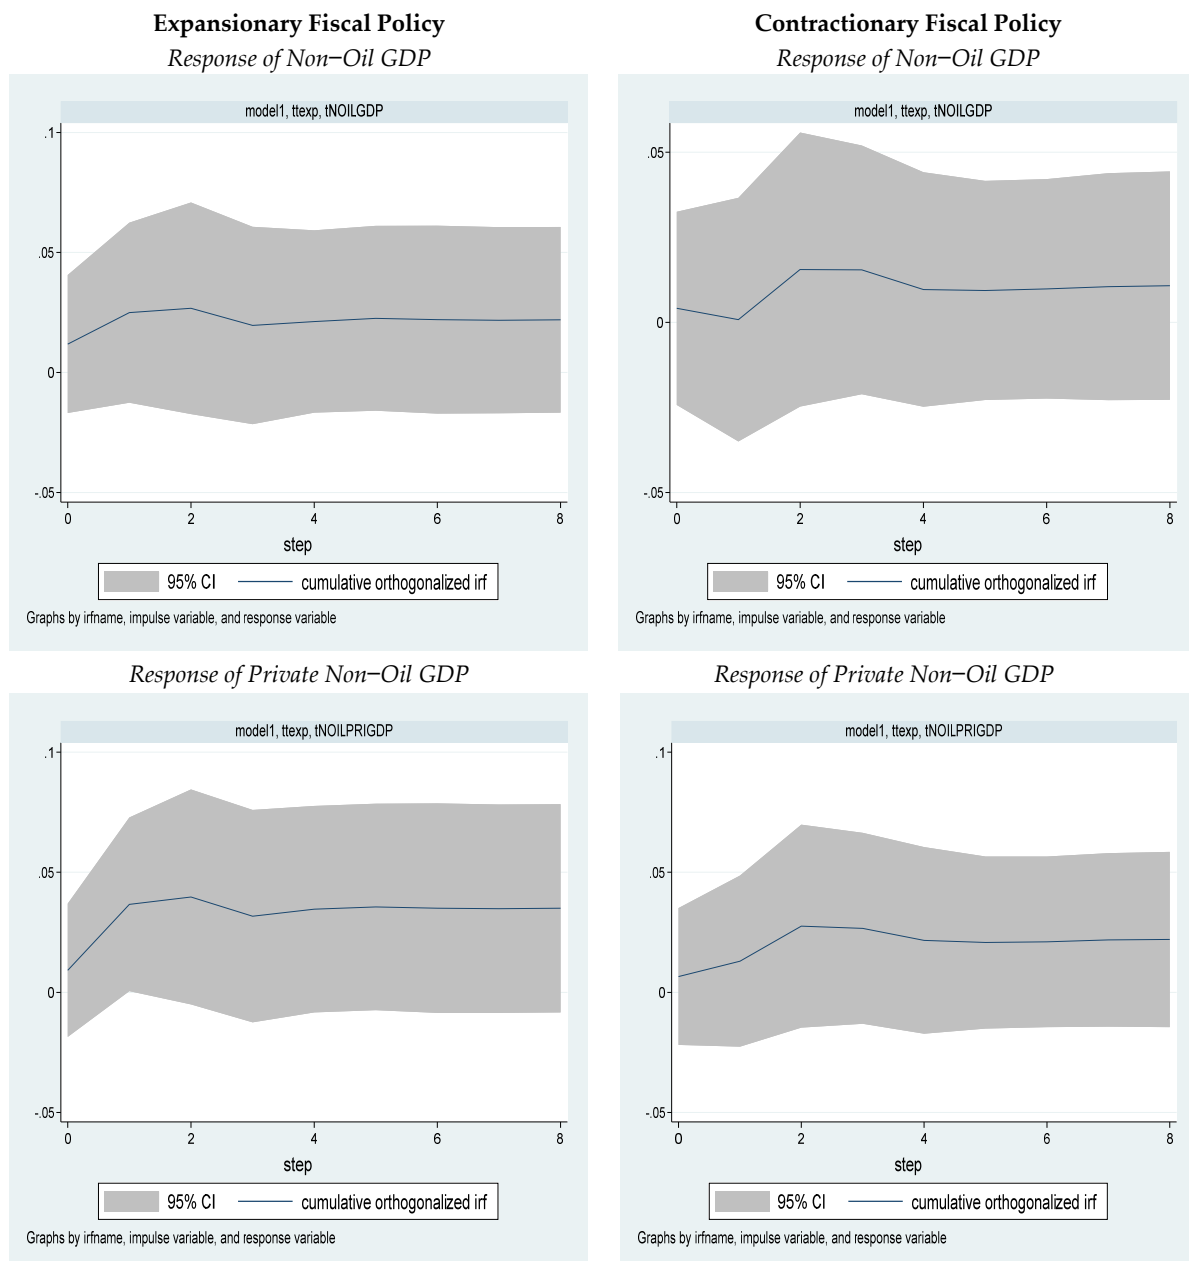 Expansionary Fiscal Policy
Response of Non−Oil GDP
model1, ttexp, tNOILGDP
.1
.05
0
-.05
0 2 4 6 8
step
95% CI cumulative orthogonalized irf
Graphs by irfname, impulse variable, and response variable
Contractionary Fiscal Policy
Response of Non−Oil GDP
model1, ttexp, tNOILGDP
.05
0
-.05
0 2 4 6 8
step
95% CI cumulative orthogonalized irf
Graphs by irfname, impulse variable, and response variable
Response of Private Non−Oil GDP
model1, ttexp, tNOILPRIGDP
.1
.05
0
-.05
0 2 4 6 8
step
95% CI cumulative orthogonalized irf
Graphs by irfname, impulse variable, and response variable
Response of Private Non−Oil GDP
model1, ttexp, tNOILPRIGDP
.1
.05
0
-.05
0 2 4 6 8
step
95% CI cumulative orthogonalized irf
Graphs by irfname, impulse variable, and response variable